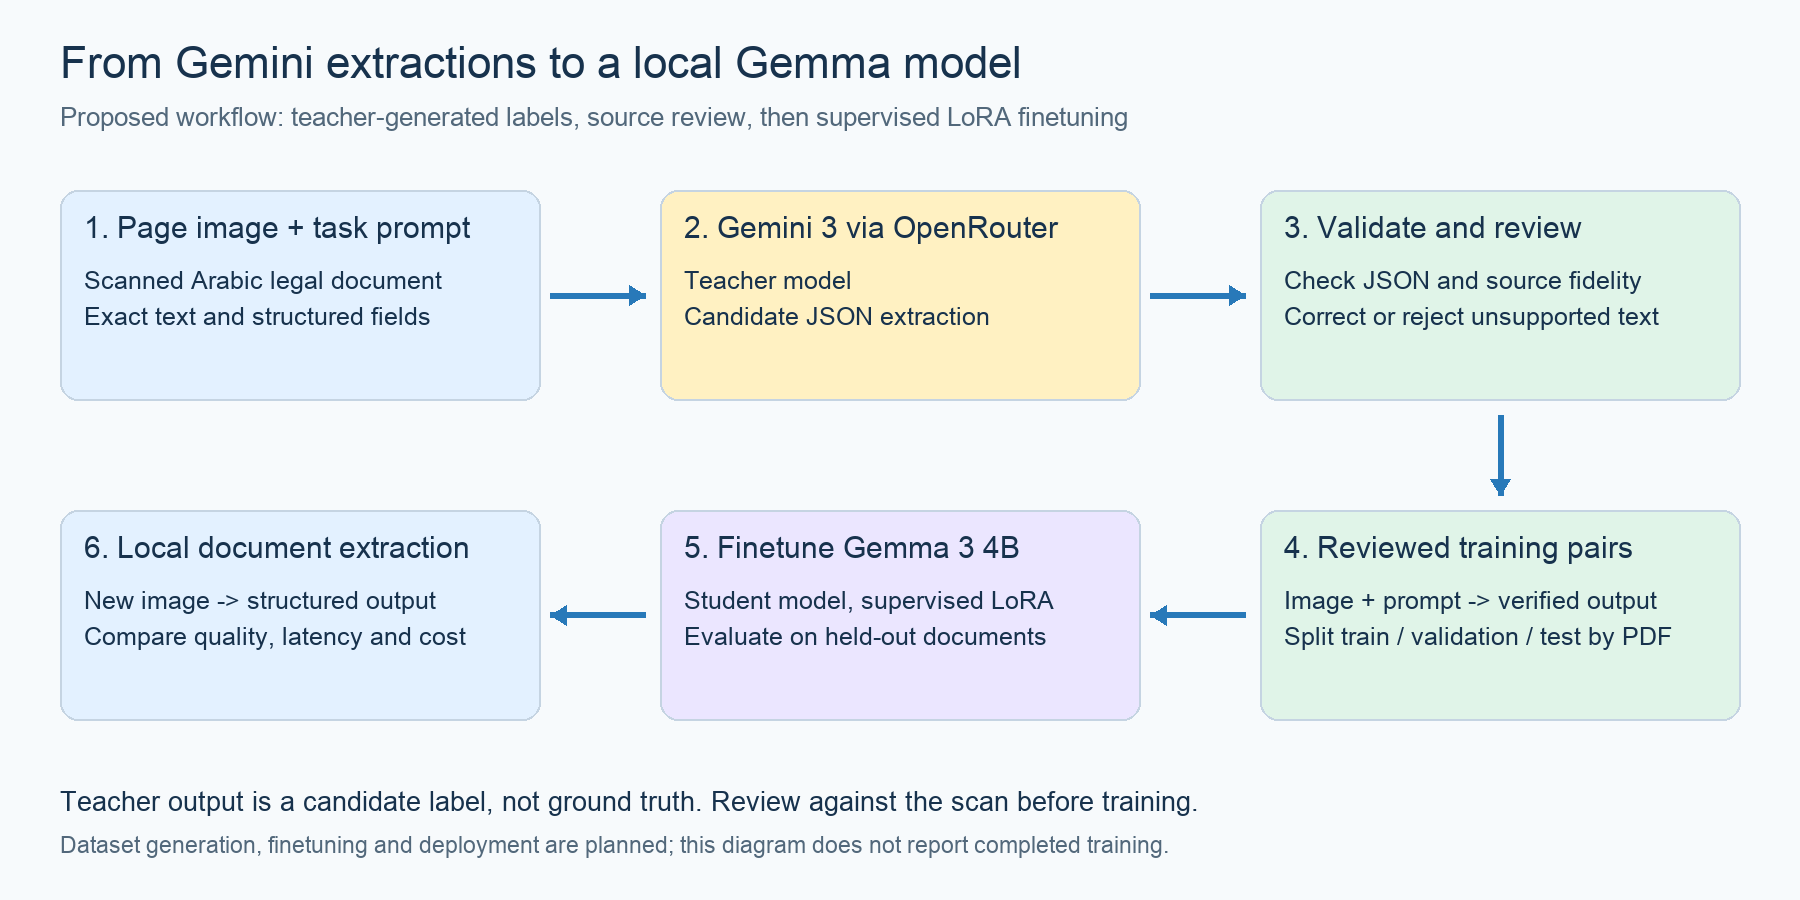 From Gemini extractions to a local Gemma model
Proposed workflow: teacher-generated labels, source review, then supervised LoRA finetuning
1. Page image + task prompt
Scanned Arabic legal document
Exact text and structured fields
2. Gemini 3 via OpenRouter
Teacher model
Candidate JSON extraction
3. Validate and review
Check JSON and source fidelity
Correct or reject unsupported text
4. Reviewed training pairs
Image + prompt -> verified output
Split train / validation / test by PDF
5. Finetune Gemma 3 4B
Student model, supervised LoRA
Evaluate on held-out documents
6. Local document extraction
New image -> structured output
Compare quality, latency and cost
Teacher output is a candidate label, not ground truth. Review against the scan before training.
Dataset generation, finetuning and deployment are planned; this diagram does not report completed training.